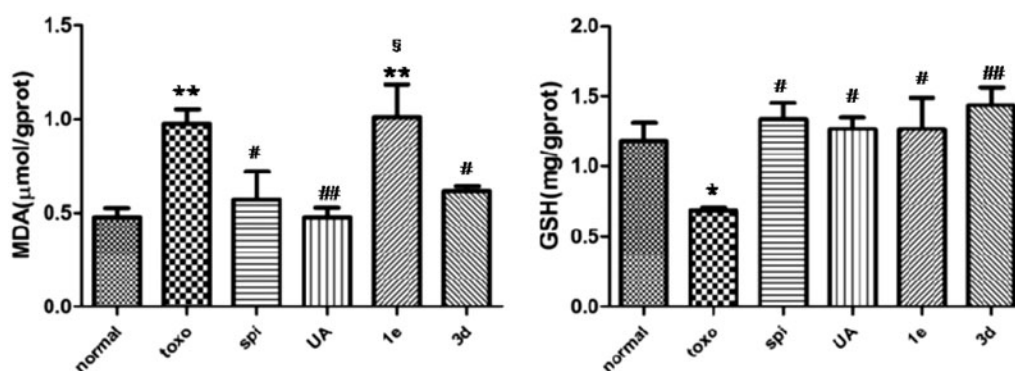 MDA(μmol/gprot)
1.5
1.0
0.5
0.0
**
#
##
§
**
#
normal
toxo
spi
UA
1e
3d
GSH(mg/gprot)
2.0
1.5
1.0
0.5
0.0
*
#
#
#
##
normal
toxo
spi
UA
1e
3d